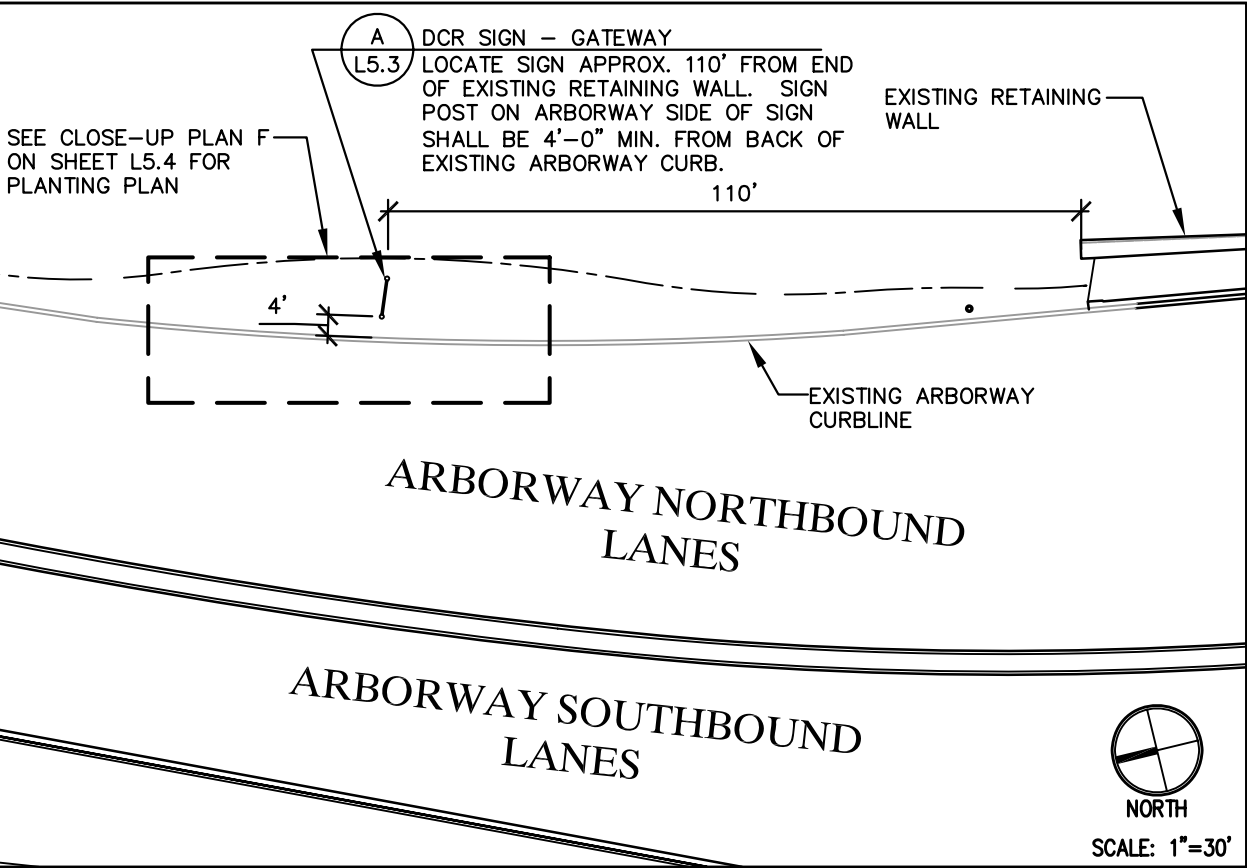 A
L5.3
DCR SIGN – GATEWAY
LOCATE SIGN APPROX. 110' FROM END
OF EXISTING RETAINING WALL. SIGN
POST ON ARBORWAY SIDE OF SIGN
SHALL BE 4'-0" MIN. FROM BACK OF
EXISTING ARBORWAY CURB.
EXISTING RETAINING
WALL
SEE CLOSE-UP PLAN F
ON SHEET L5.4 FOR
PLANTING PLAN
110'
4'
EXISTING ARBORWAY
CURBLINE
ARBORWAY NORTHBOUND
LANES
ARBORWAY SOUTHBOUND
LANES
NORTH
SCALE: 1"=30'